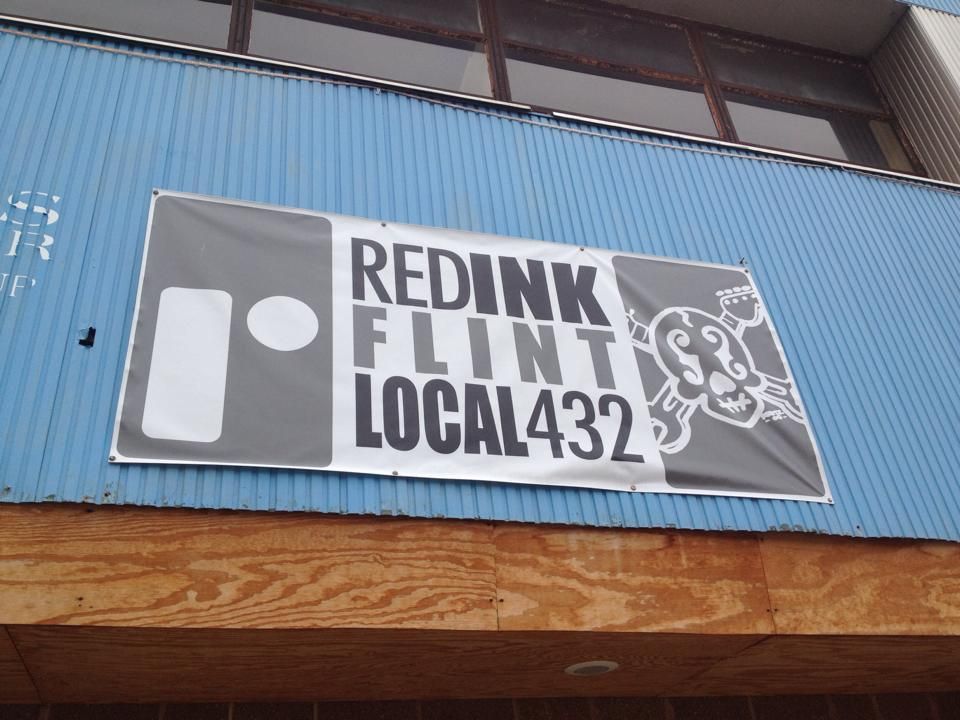 REDINK
FLINT
LOCAL432